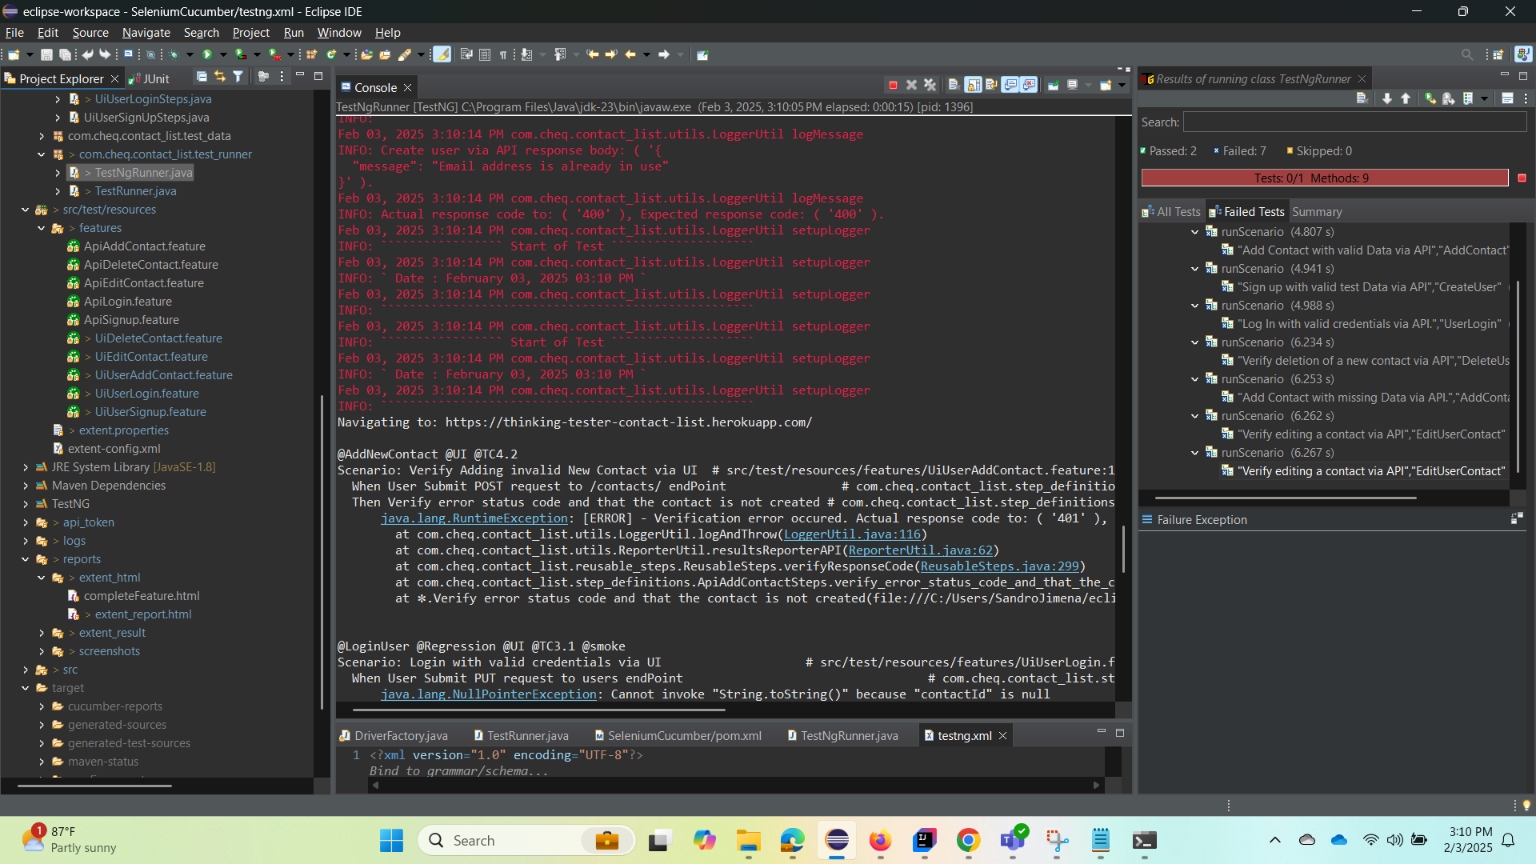 eclipse-workspace - SeleniumCucumber/testng.xml - Eclipse IDE
File Edit Source Navigate Search Project Run Window Help
Project Explorer
JUnit
UiUserLoginSteps.java
UiUserSignUpSteps.java
com.cheq.contact_list.test_data
com.cheq.contact_list.test_runner
TestNgRunner.java
TestRunner.java
src/test/resources
features
ApiAddContact.feature
ApiDeleteContact.feature
ApiEditContact.feature
ApiLogin.feature
ApiSignup.feature
UiDeleteContact.feature
UiEditContact.feature
UiUserAddContact.feature
UiUserLogin.feature
UiUserSignup.feature
extent.properties
extent-config.xml
JRE System Library [JavaSE-1.8]
Maven Dependencies
TestNG
api_token
logs
reports
extent_html
completeFeature.html
extent_report.html
extent_result
screenshots
src
target
cucumber-reports
generated-sources
generated-test-sources
maven-status
Console
TestNgRunner [TestNG] C:\Program Files\Java\jdk-23\bin\javaw.exe (Feb 3, 2025, 3:10:05 PM elapsed: 0:00:15) [pid: 1396]
INFO:
Feb 03, 2025 3:10:14 PM com.cheq.contact_list.utils.LoggerUtil logMessage
INFO: Create user via API response body: ( '{
"message": "Email address is already in use"
}' ).
Feb 03, 2025 3:10:14 PM com.cheq.contact_list.utils.LoggerUtil logMessage
INFO: Actual response code to: ( '400' ), Expected response code: ( '400' ).
Feb 03, 2025 3:10:14 PM com.cheq.contact_list.utils.LoggerUtil setupLogger
INFO: ````````````````` Start of Test ````````````````````
Feb 03, 2025 3:10:14 PM com.cheq.contact_list.utils.LoggerUtil setupLogger
INFO: ` Date : February 03, 2025 03:10 PM `
Feb 03, 2025 3:10:14 PM com.cheq.contact_list.utils.LoggerUtil setupLogger
INFO: ````````````````````````````````````````````````````
Feb 03, 2025 3:10:14 PM com.cheq.contact_list.utils.LoggerUtil setupLogger
INFO: ````````````````` Start of Test ````````````````````
Feb 03, 2025 3:10:14 PM com.cheq.contact_list.utils.LoggerUtil setupLogger
INFO: ` Date : February 03, 2025 03:10 PM `
Feb 03, 2025 3:10:14 PM com.cheq.contact_list.utils.LoggerUtil setupLogger
INFO: ````````````````````````````````````````````````````
Navigating to: https://thinking-tester-contact-list.herokuapp.com/
@AddNewContact @UI @TC4.2
Scenario: Verify Adding invalid New Contact via UI # src/test/resources/features/UiUserAddContact.feature:1
When User Submit POST request to /contacts/ endPoint # com.cheq.contact_list.step_definitio
Then Verify error status code and that the contact is not created # com.cheq.contact_list.step_definitions
java.lang.RuntimeException: [ERROR] - Verification error occured. Actual response code to: ( '401' ),
at com.cheq.contact_list.utils.LoggerUtil.logAndThrow(LoggerUtil.java:116)
at com.cheq.contact_list.utils.ReporterUtil.resultsReporterAPI(ReporterUtil.java:62)
at com.cheq.contact_list.reusable_steps.ReusableSteps.verifyResponseCode(ReusableSteps.java:299)
at com.cheq.contact_list.step_definitions.ApiAddContactSteps.verify_error_status_code_and_that_the_c
at ✽.Verify error status code and that the contact is not created(file:///C:/Users/SandroJimena/ecli
@LoginUser @Regression @UI @TC3.1 @smoke
Scenario: Login with valid credentials via UI # src/test/resources/features/UiUserLogin.f
When User Submit PUT request to users endPoint # com.cheq.contact_list.st
java.lang.NullPointerException: Cannot invoke "String.toString()" because "contactId" is null
DriverFactory.java TestRunner.java SeleniumCucumber/pom.xml TestNgRunner.java testng.xml
1 <?xml version="1.0" encoding="UTF-8"?>
Bind to grammar/schema...
Results of running class TestNgRunner
Search:
Passed: 2 Failed: 7 Skipped: 0
Tests: 0/1 Methods: 9
All Tests Failed Tests Summary
runScenario (4.807 s)
"Add Contact with valid Data via API","AddContact"
runScenario (4.941 s)
"Sign up with valid test Data via API","CreateUser"
runScenario (4.988 s)
"Log In with valid credentials via API.","UserLogin"
runScenario (6.234 s)
"Verify deletion of a new contact via API","DeleteUs
runScenario (6.253 s)
"Add Contact with missing Data via API.","AddConta
runScenario (6.262 s)
"Verify editing a contact via API","EditUserContact"
runScenario (6.267 s)
"Verify editing a contact via API","EditUserContact"
Failure Exception
1
87°F
Partly sunny
Search
3:10 PM
2/3/2025